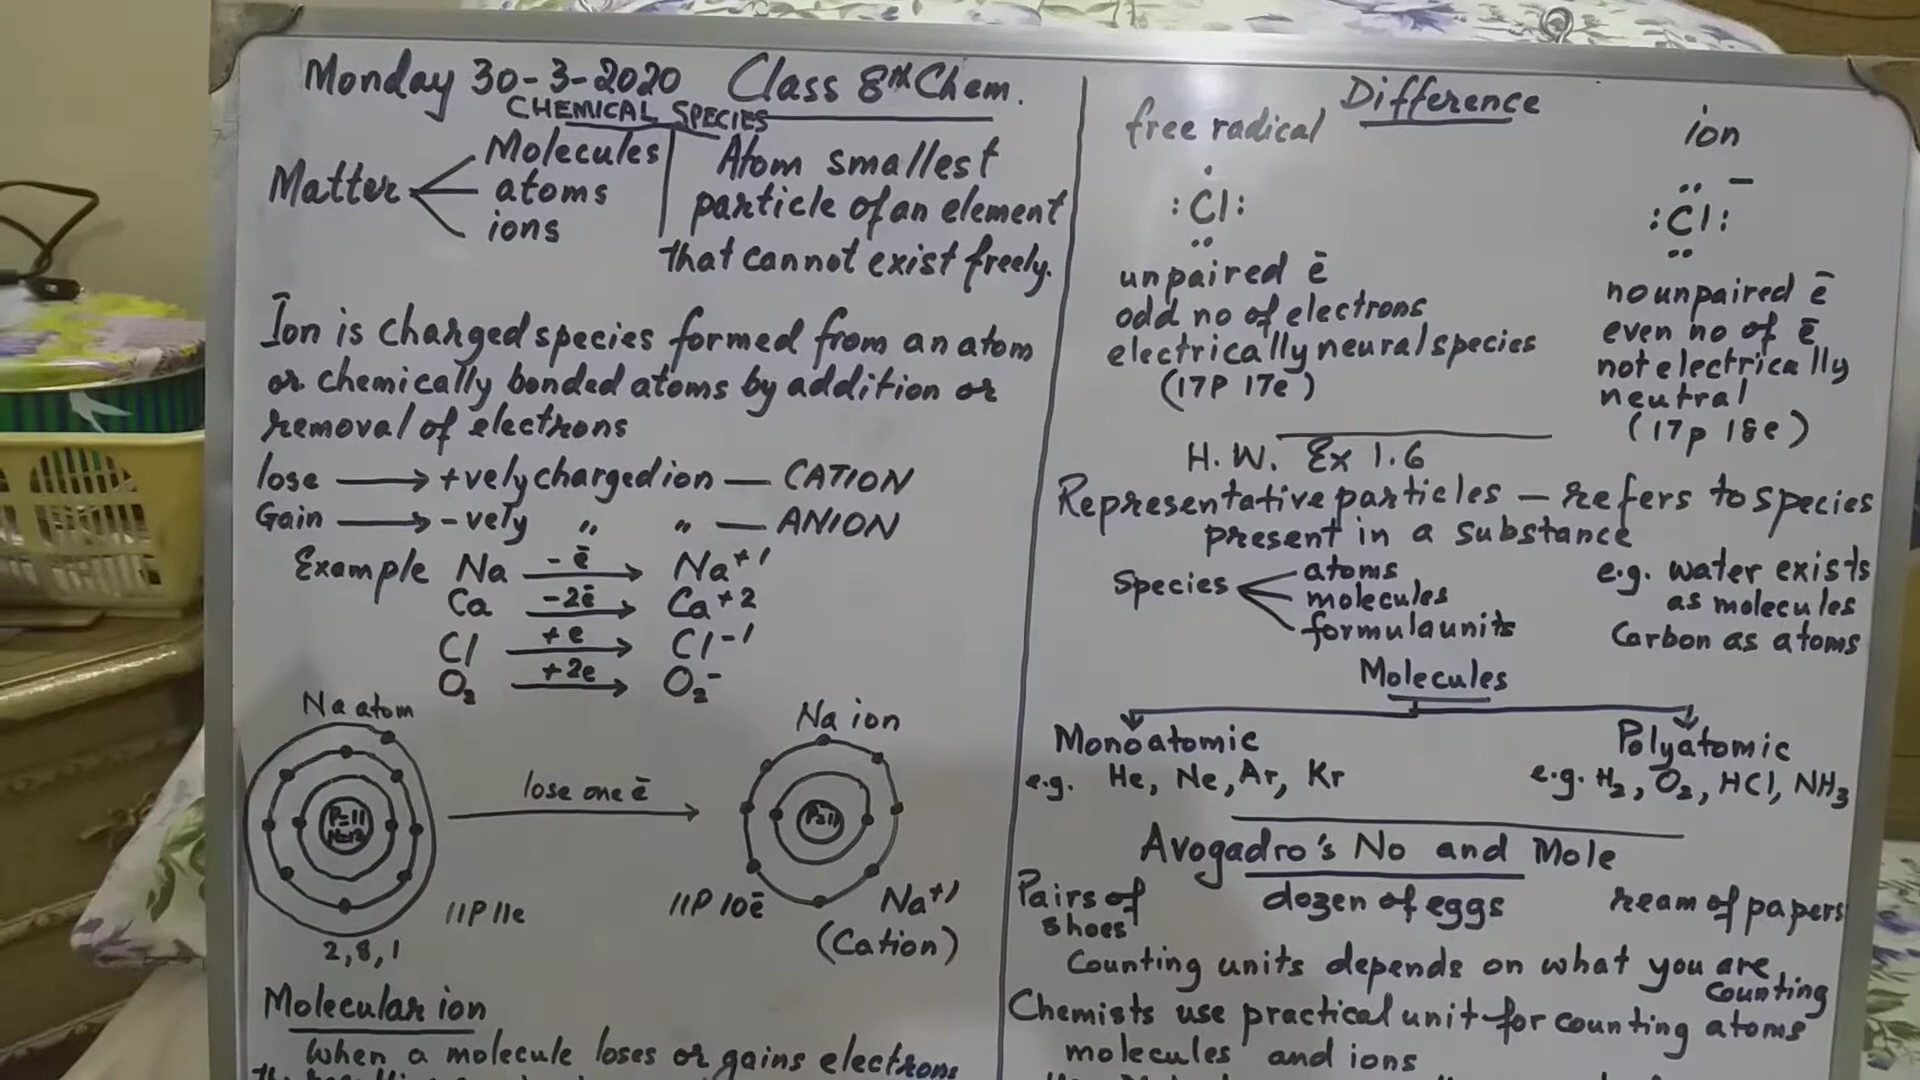 Monday 30-3-2020 Class 8th Chem.
CHEMICAL SPECIES
Matter
Molecules
atoms
ions
Atom smallest
particle of an element
that cannot exist freely.
Ion is charged species formed from an atom
or chemically bonded atoms by addition or
removal of electrons
lose → +vely charged ion — CATION
Gain → -vely " " — ANION
Example Na -ē → Na+1
Ca -2ē → Ca+2
Cl +e → Cl-1
O2 +2e → O2-
Na atom
P=11
N=12
11P 11e
2,8,1
lose one ē
Na ion
P=11
11P 10ē
Na+1
(Cation)
Molecular ion
When a molecule loses or gains electrons
Difference
free radical
:Cl:
unpaired ē
odd no of electrons
electrically neural species
(17P 17e)
ion
:Cl: –
no unpaired ē
even no of ē
not electrically
neutral
(17p 18e)
H.W. Ex 1.6
Representative particles — refers to species
present in a substance
Species
atoms
molecules
formula units
e.g. water exists
as molecules
Carbon as atoms
Molecules
Monoatomic
e.g. He, Ne, Ar, Kr
Polyatomic
e.g. H2, O2, HCl, NH3
Avogadro's No and Mole
Pairs of
shoes
dozen of eggs
ream of papers
Counting units depends on what you are
counting
Chemists use practical unit for counting atoms
molecules and ions